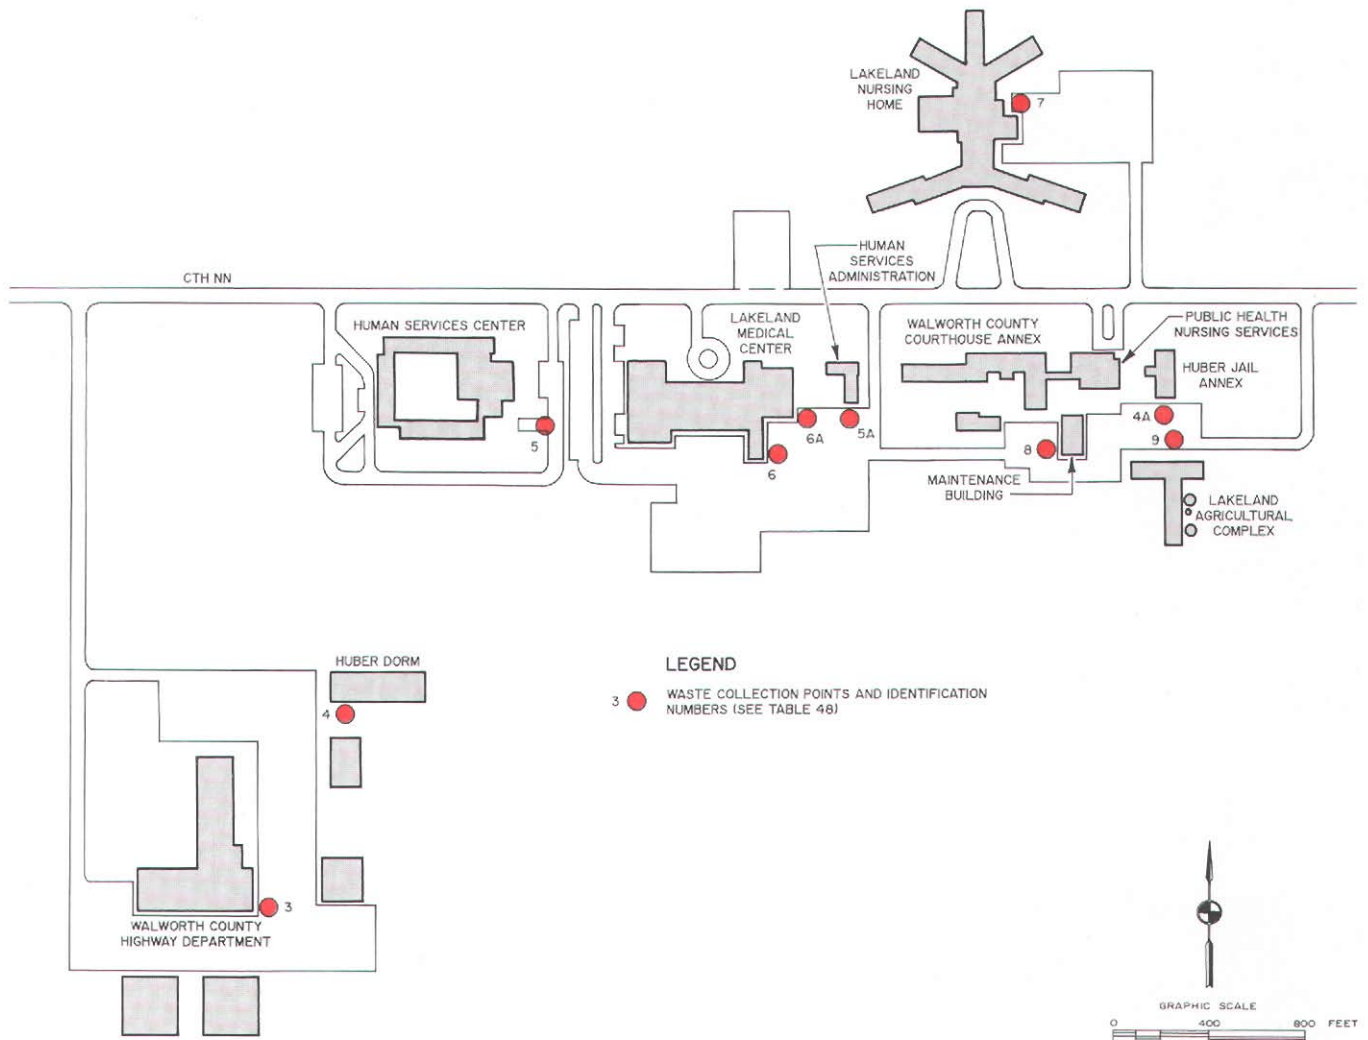 LAKELAND
NURSING
HOME
7
HUMAN
SERVICES
ADMINISTRATION
CTH NN
HUMAN SERVICES CENTER
LAKELAND
MEDICAL
CENTER
WALWORTH COUNTY
COURTHOUSE ANNEX
PUBLIC HEALTH
NURSING SERVICES
HUBER JAIL
ANNEX
5
6A
5A
6
4A
9
8
MAINTENANCE
BUILDING
LAKELAND
AGRICULTURAL
COMPLEX
HUBER DORM
4
LEGEND
3 WASTE COLLECTION POINTS AND IDENTIFICATION
NUMBERS (SEE TABLE 48)
3
WALWORTH COUNTY
HIGHWAY DEPARTMENT
GRAPHIC SCALE
0 400 800 FEET